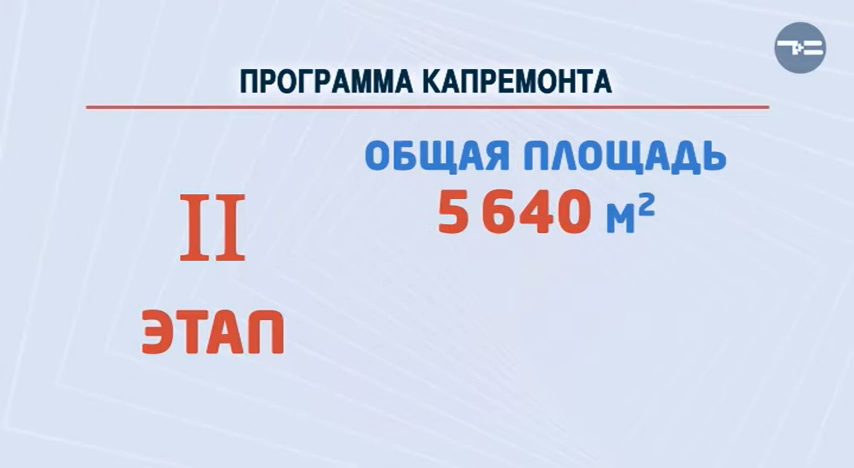 ПРОГРАММА КАПРЕМОНТА
ОБЩАЯ ПЛОЩАДЬ
5 640 м²
II
ЭТАП